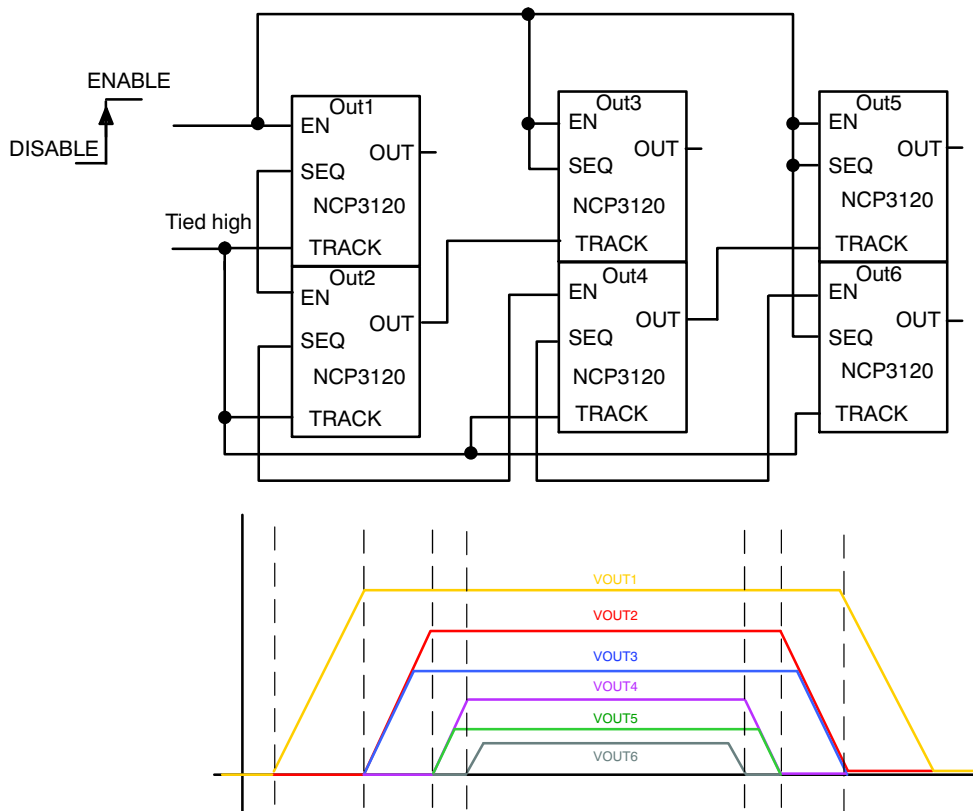 ENABLE
DISABLE
Tied high
Out1
EN
OUT
SEQ
NCP3120
TRACK
Out2
EN
OUT
SEQ
NCP3120
TRACK
Out3
EN
OUT
SEQ
NCP3120
TRACK
Out4
EN
OUT
SEQ
NCP3120
TRACK
Out5
EN
OUT
SEQ
NCP3120
TRACK
Out6
EN
OUT
SEQ
NCP3120
TRACK
VOUT1
VOUT2
VOUT3
VOUT4
VOUT5
VOUT6